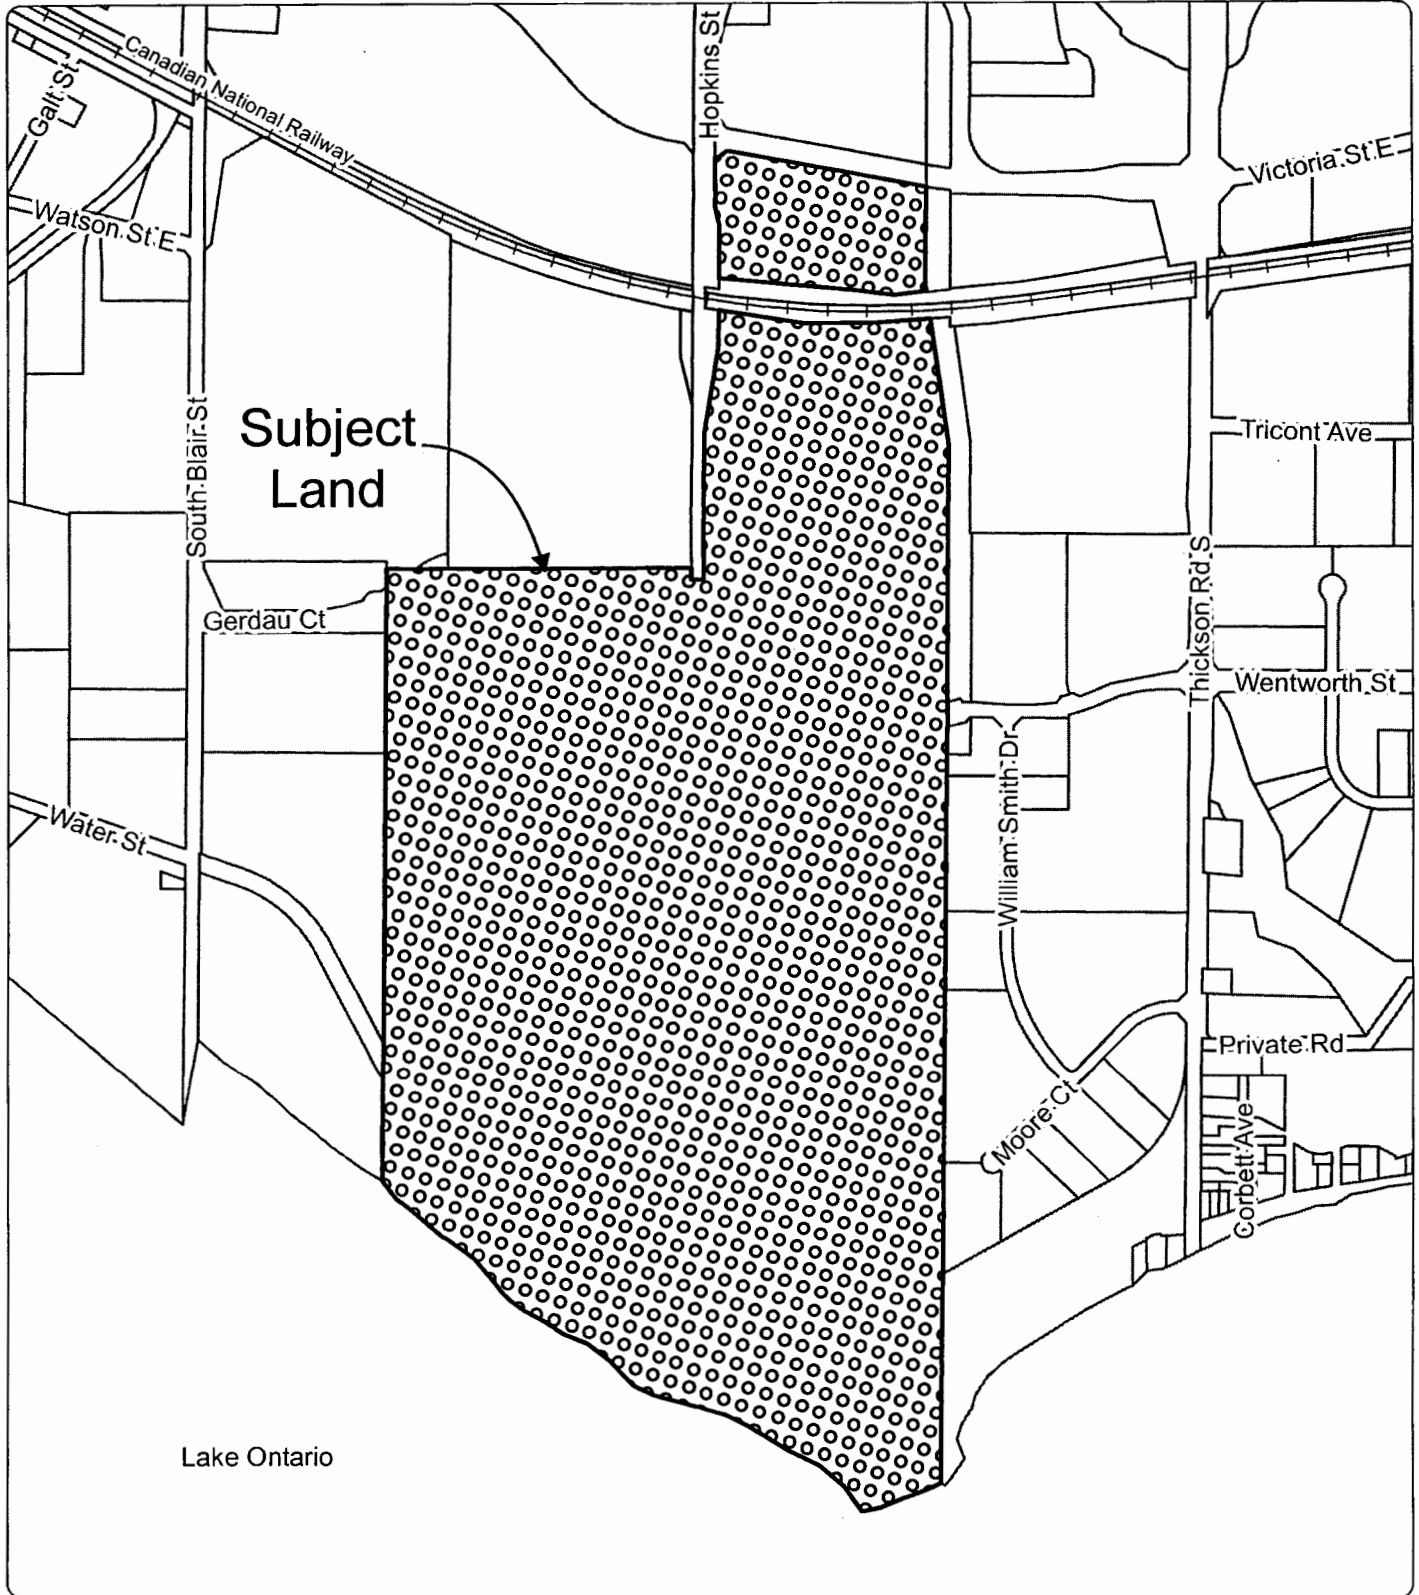 Hopkins St
Canadian National Railway
Galt St
Victoria St E
Watson St E
Subject
Land
South Blair St
Tricont Ave
Thickson Rd S
Gerdau Ct
Wentworth St
William Smith Dr
Water St
Private Rd
Moore Ct
Corbett Ave
Lake Ontario